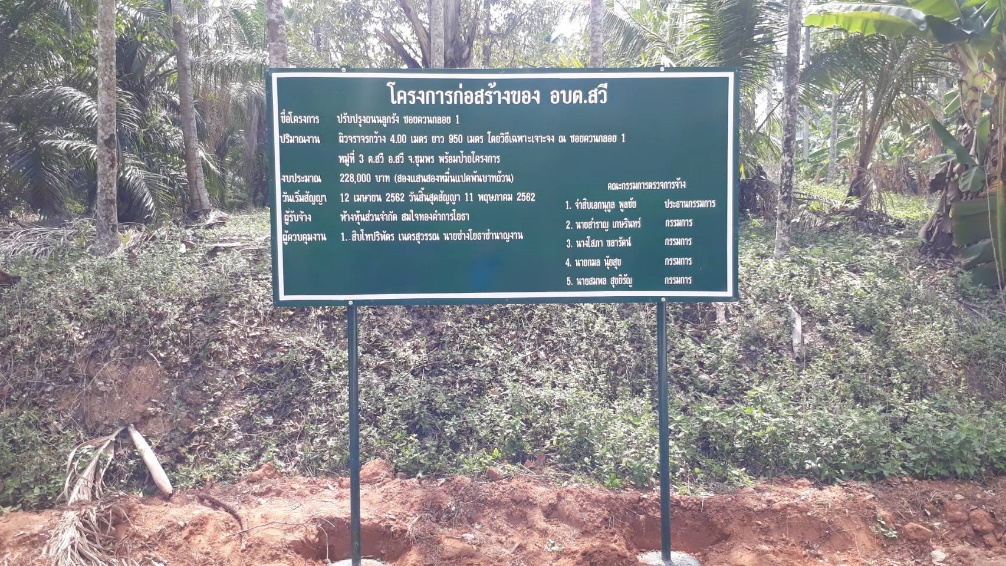 โครงการก่อสร้างของ อบต.สวี
ชื่อโครงการ ปรับปรุงถนนลูกรัง ซอยควนกลอย 1
ปริมาณงาน ผิวจราจรกว้าง 4.00 เมตร ยาว 950 เมตร โดยวิธีเฉพาะเจาะจง ณ ซอยควนกลอย 1
หมู่ที่ 3 ต.สวี อ.สวี จ.ชุมพร พร้อมป้ายโครงการ
งบประมาณ 228,000 บาท (สองแสนสองหมื่นแปดพันบาทถ้วน)
วันเริ่มสัญญา 12 เมษายน 2562 วันสิ้นสุดสัญญา 11 พฤษภาคม 2562
ผู้รับจ้าง ห้างหุ้นส่วนจำกัด สมใจทองคำการโยธา
ผู้ควบคุมงาน 1. สิบโทปริพัตร เนตรสุวรรณ นายช่างโยธาชำนาญงาน
คณะกรรมการตรวจการจ้าง
1. จ่าสิบเอกนุกูล พูลชัย ประธานกรรมการ
2. นายสำราญ เกษรินทร์ กรรมการ
3. นางโสภา กรรมการ
4. นายกมล นุ้ยสุข กรรมการ
5. นายสมพล สุขหิรัญ กรรมการ